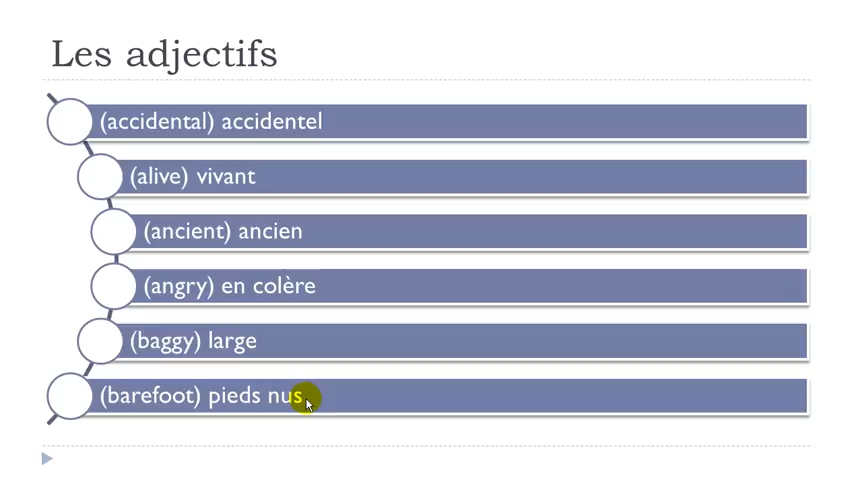 Les adjectifs
(accidental) accidentel
(alive) vivant
(ancient) ancien
(angry) en colère
(baggy) large
(barefoot) pieds nus